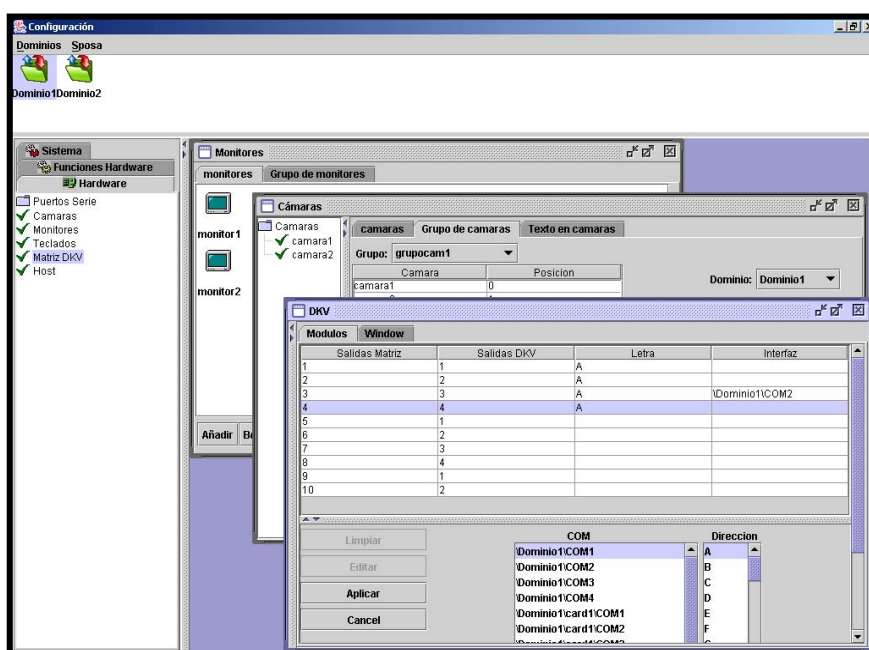 Configuración
Dominios Sposa
Dominio1 Dominio2
Sistema
Funciones Hardware
Hardware
Puertos Serie
Camaras
Monitores
Teclados
Matriz DKV
Host
Monitores
monitores Grupo de monitores
monitor1
monitor2
Añadir
Cámaras
Camaras
camara1
camara2
camaras Grupo de camaras Texto en camaras
Grupo: grupocam1
Dominio: Dominio1
Camara Posicion
camara1 0
DKV
Modulos Window
Salidas Matriz Salidas DKV Letra Interfaz
1 1 A
2 2 A
3 3 A \Dominio1\COM2
4 4 A
5 1
6 2
7 3
8 4
9 1
10 2
Limpiar
Editar
Aplicar
Cancel
COM
\Dominio1\COM1
\Dominio1\COM2
\Dominio1\COM3
\Dominio1\COM4
\Dominio1\card1\COM1
\Dominio1\card1\COM2
Direccion
A
B
C
D
E
F